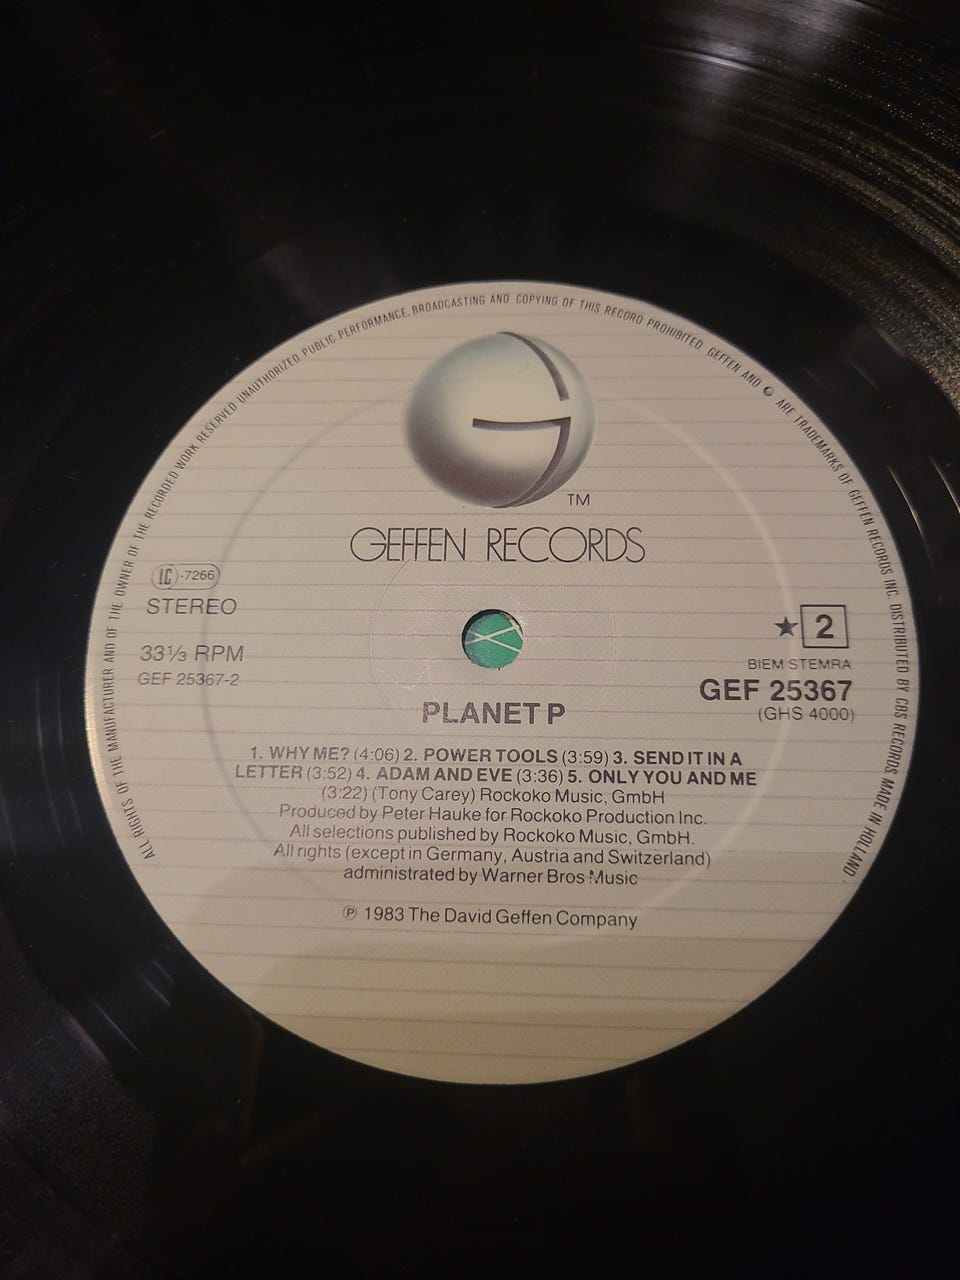 ALL RIGHTS OF THE MANUFACTURER AND OF THE OWNER OF THE RECORDED WORK RESERVED UNAUTHORIZED PUBLIC PERFORMANCE, BROADCASTING AND COPYING OF THIS RECORD PROHIBITED. GEFFEN AND G ARE TRADEMARKS OF GEFFEN RECORDS INC. DISTRIBUTED BY CBS RECORDS MADE IN HOLLAND.
G
TM
GEFFEN RECORDS
LC-7266
STEREO
33⅓ RPM
GEF 25367-2
★ 2
BIEM STEMRA
GEF 25367
(GHS 4000)
PLANET P
1. WHY ME? (4:06) 2. POWER TOOLS (3:59) 3. SEND IT IN A
LETTER (3:52) 4. ADAM AND EVE (3:36) 5. ONLY YOU AND ME
(3:22) (Tony Carey) Rockoko Music, GmbH
Produced by Peter Hauke for Rockoko Production Inc.
All selections published by Rockoko Music, GmbH.
All rights (except in Germany, Austria and Switzerland)
administrated by Warner Bros Music
℗ 1983 The David Geffen Company